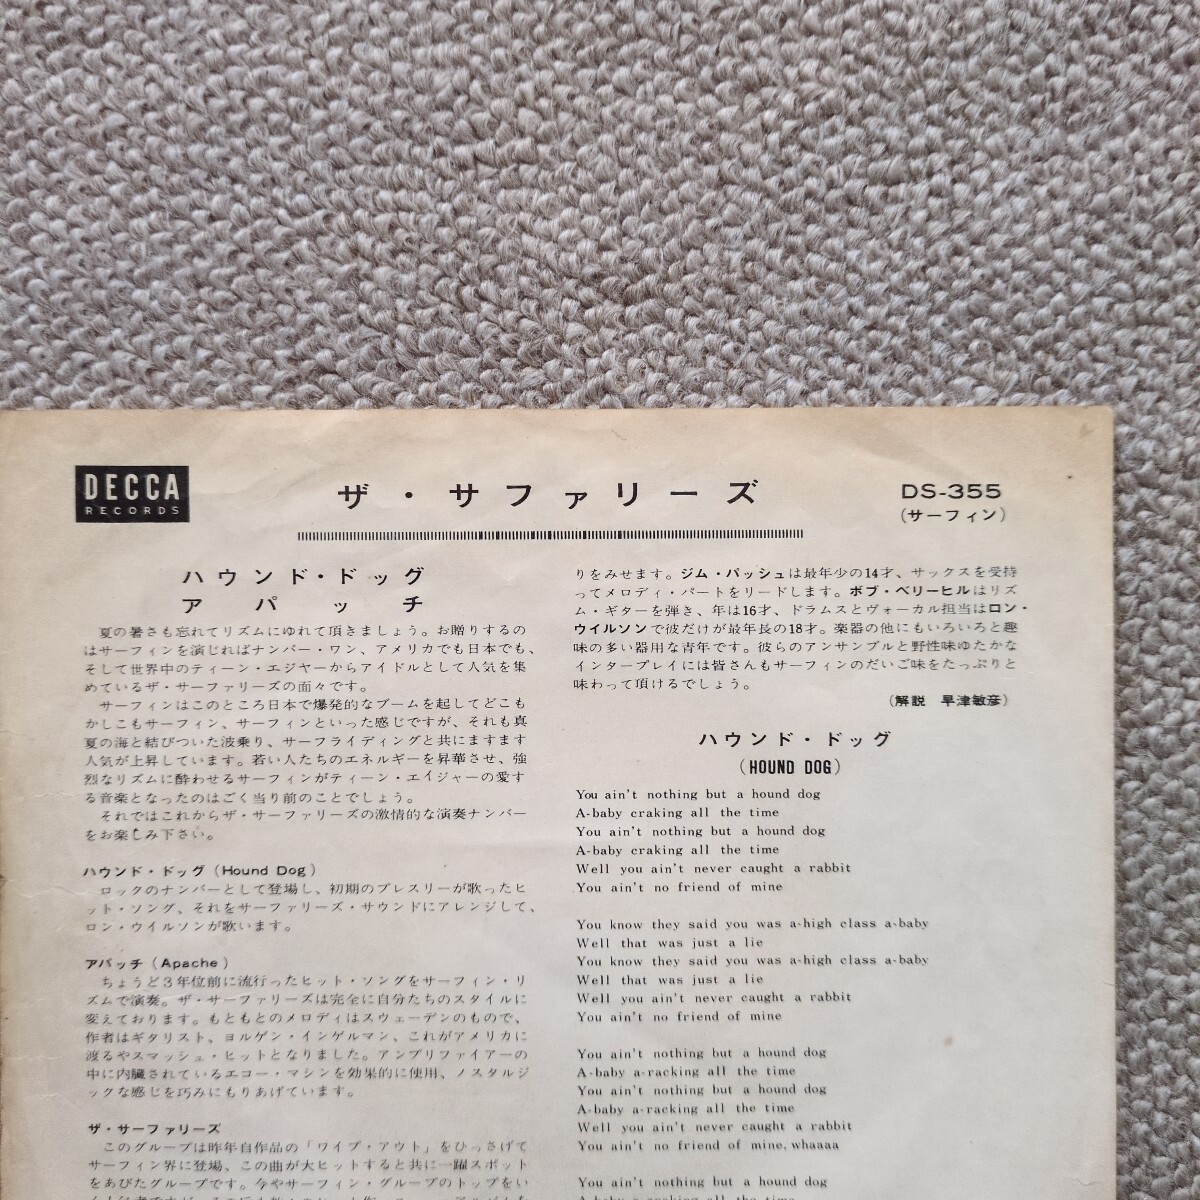 DECCA
RECORDS
ザ・サファリーズ
DS-355
(サーフィン)
ハウンド・ドッグ
アパッチ
夏の暑さも忘れてリズムにゆれて頂きましょう。お贈りするの
はサーフィンを演じればナンバー・ワン、アメリカでも日本でも、
そして世界中のティーン・エジャーからアイドルとして人気を集
めているザ・サーファリーズの面々です。
サーフィンはこのところ日本で爆発的なブームを起してどこも
かしこもサーフィン、サーフィンといった感じですが、それも真
夏の海と結びついた波乗り、サーフライディングと共にますます
人気が上昇しています。若い人たちのエネルギーを昇華させ、強
烈なリズムに酔わせるサーフィンがティーン・エイジャーの愛す
る音楽となったのはごく当り前のことでしょう。
それではこれからザ・サーファリーズの激情的な演奏ナンバー
をお楽しみ下さい。
ハウンド・ドッグ(Hound Dog)
ロックのナンバーとして登場し、初期のプレスリーが歌ったヒ
ット・ソング、それをサーファリーズ・サウンドにアレンジして、
ロン・ウイルソンが歌います。
アパッチ(Apache)
ちょうど3年位前に流行ったヒット・ソングをサーフィン・リ
ズムで演奏。ザ・サーファリーズは完全に自分たちのスタイルに
変えております。もともとのメロディはスウェーデンのもので、
作者はギタリスト、ヨルゲン・インゲルマン、これがアメリカに
渡るやスマッシュ・ヒットとなりました。アンプリファイアーの
中に内臓されているエコー・マシンを効果的に使用、ノスタルジ
ックな感じを巧みにもりあげています。
ザ・サーファリーズ
このグループは昨年自作品の「ワイプ・アウト」をひっさげて
サーフィン界に登場、この曲が大ヒットすると共に一躍スポット
をあびたグループです。今やサーフィン・グループのトップをい
りをみせます。ジム・パッシュは最年少の14才、サックスを受持
ってメロディ・パートをリードします。ボブ・ベリーヒルはリズ
ム・ギターを弾き、年は16才、ドラムスとヴォーカル担当はロン・
ウイルソンで彼だけが最年長の18才。楽器の他にもいろいろと趣
味の多い器用な青年です。彼らのアンサンブルと野性味ゆたかな
インタープレイには皆さんもサーフィンのだいご味をたっぷりと
味わって頂けるでしょう。
(解説 早津敏彦)
ハウンド・ドッグ
(HOUND DOG)
You ain't nothing but a hound dog
A-baby craking all the time
You ain't nothing but a hound dog
A-baby craking all the time
Well you ain't never caught a rabbit
You ain't no friend of mine
You know they said you was a-high class a-baby
Well that was just a lie
You know they said you was a-high class a-baby
Well that was just a lie
Well you ain't never caught a rabbit
You ain't no friend of mine
You ain't nothing but a hound dog
A-baby a-racking all the time
You ain't nothing but a hound dog
A-baby a-racking all the time
Well you ain't never caught a rabbit
You ain't no friend of mine, whaaaa
You ain't nothing but a hound dog